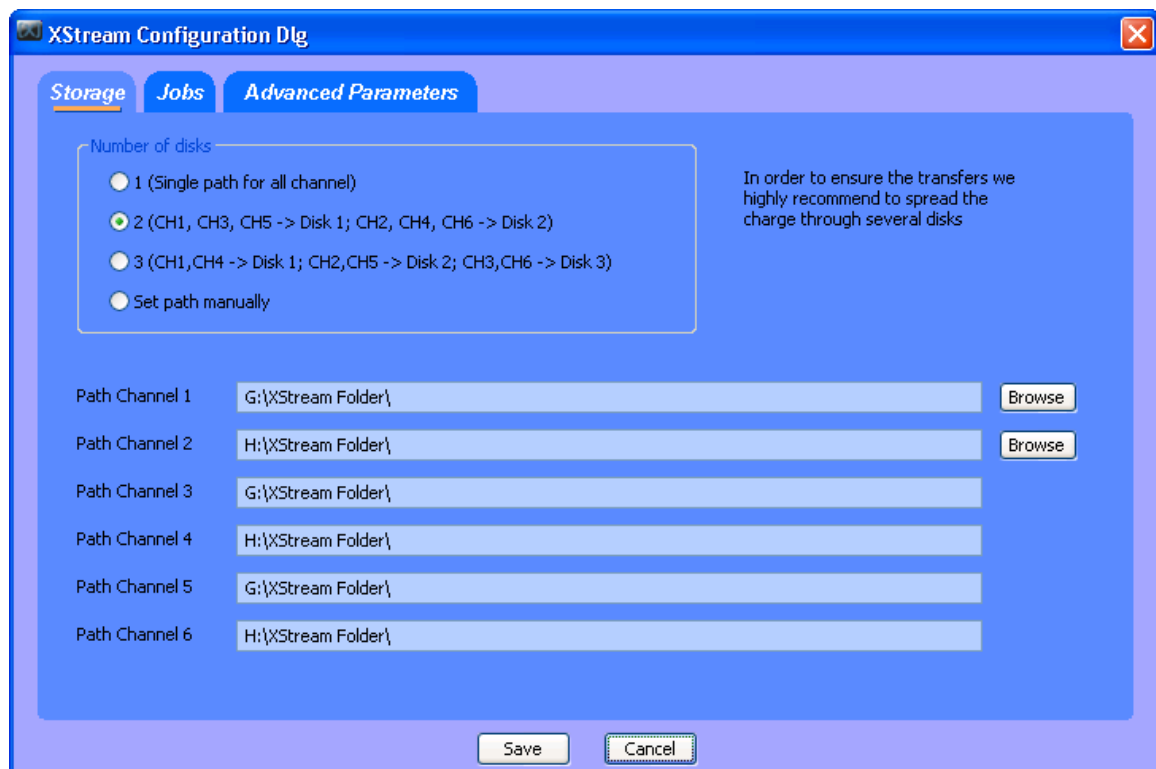 XStream Configuration Dlg
Storage
Jobs
Advanced Parameters
Number of disks
1 (Single path for all channel)
2 (CH1, CH3, CH5 -> Disk 1; CH2, CH4, CH6 -> Disk 2)
3 (CH1,CH4 -> Disk 1; CH2,CH5 -> Disk 2; CH3,CH6 -> Disk 3)
Set path manually
In order to ensure the transfers we
highly recommend to spread the
charge through several disks
Path Channel 1
G:\XStream Folder\
Browse
Path Channel 2
H:\XStream Folder\
Browse
Path Channel 3
G:\XStream Folder\
Path Channel 4
H:\XStream Folder\
Path Channel 5
G:\XStream Folder\
Path Channel 6
H:\XStream Folder\
Save
Cancel